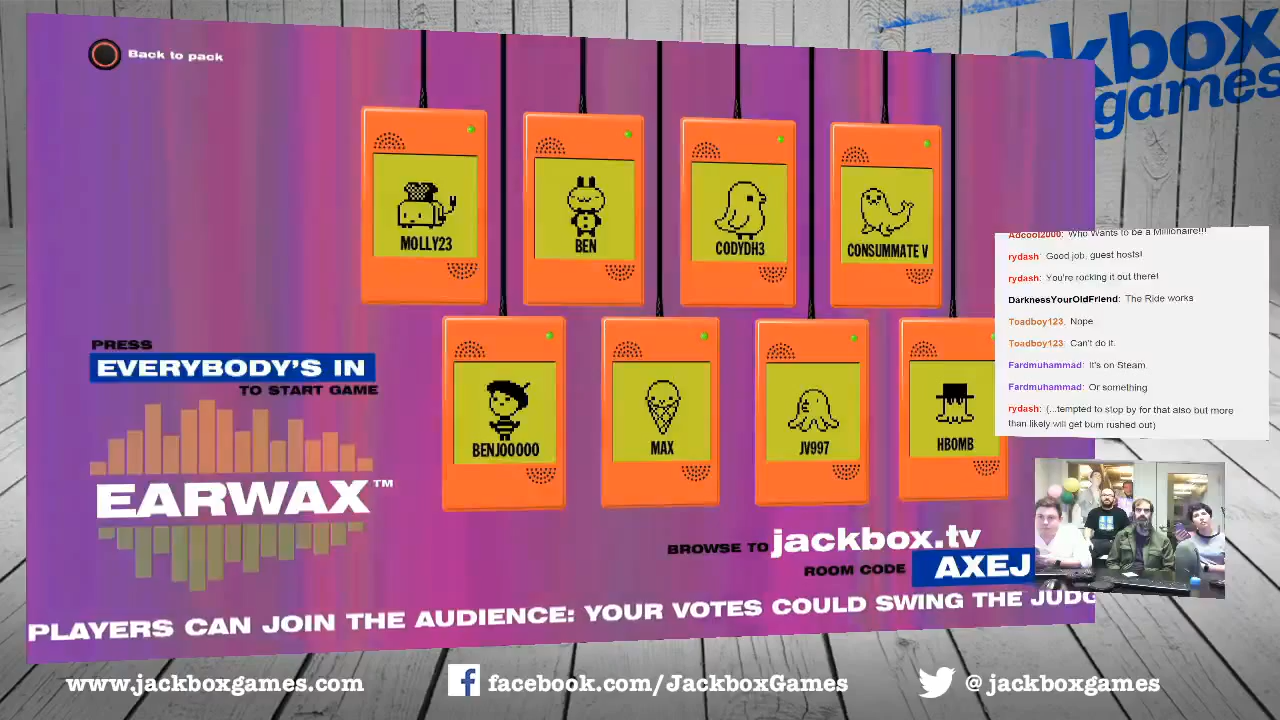 Back to pack
jackbox
games
MOLLY23
BEN
CODYDH3
CONSUMMATE V
BENJOOOOO
MAX
JV997
HBOMB
PRESS
EVERYBODY'S IN
TO START GAME
EARWAX™
BROWSE TO jackbox.tv
ROOM CODE AXEJ
PLAYERS CAN JOIN THE AUDIENCE: YOUR VOTES COULD SWING THE JUDG
Adcool2000: Who Wants to be a Millionaire!!!
rydash: Good job, guest hosts!
rydash: You're rocking it out there!
DarknessYourOldFriend: The Ride works
Toadboy123: Nope
Toadboy123: Can't do it.
Fardmuhammad: It's on Steam
Fardmuhammad: Or something
rydash: (...tempted to stop by for that also but more
than likely will get bum rushed out)
www.jackboxgames.com
facebook.com/JackboxGames
@jackboxgames